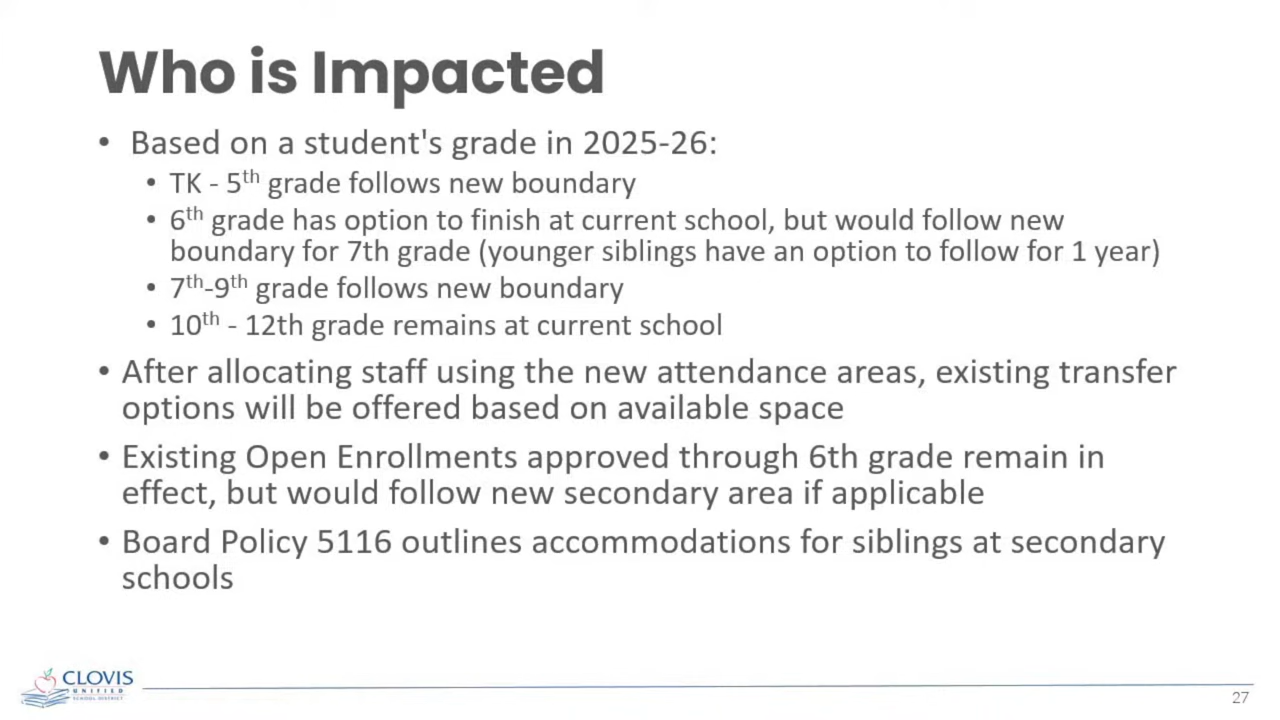 Who is Impacted
• Based on a student's grade in 2025-26:
• TK - 5th grade follows new boundary
• 6th grade has option to finish at current school, but would follow new
boundary for 7th grade (younger siblings have an option to follow for 1 year)
• 7th-9th grade follows new boundary
• 10th - 12th grade remains at current school
• After allocating staff using the new attendance areas, existing transfer
options will be offered based on available space
• Existing Open Enrollments approved through 6th grade remain in
effect, but would follow new secondary area if applicable
• Board Policy 5116 outlines accommodations for siblings at secondary
schools
CLOVIS
UNIFIED
SCHOOL DISTRICT
27